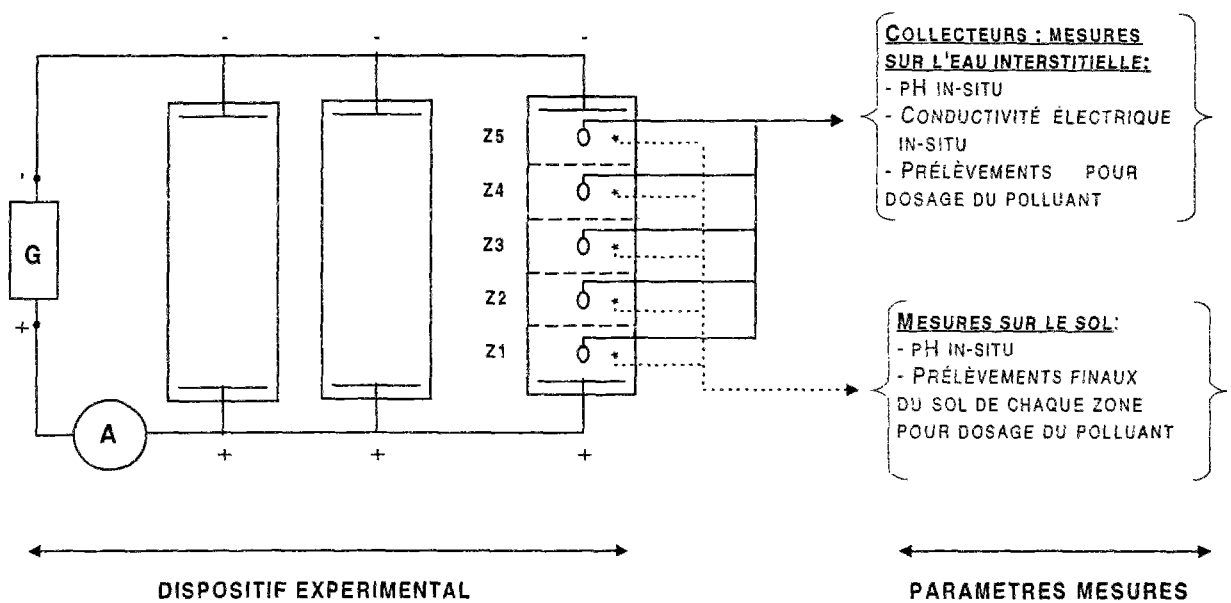 - - -
COLLECTEURS : MESURES
SUR L'EAU INTERSTITIELLE:
- PH IN-SITU
- CONDUCTIVITÉ ÉLECTRIQUE
IN-SITU
- PRÉLÈVEMENTS POUR
DOSAGE DU POLLUANT
Z5
Z4
Z3
Z2
Z1
-
G
+
A
+ + +
MESURES SUR LE SOL:
- PH IN-SITU
- PRÉLÈVEMENTS FINAUX
DU SOL DE CHAQUE ZONE
POUR DOSAGE DU POLLUANT
DISPOSITIF EXPERIMENTAL
PARAMETRES MESURES